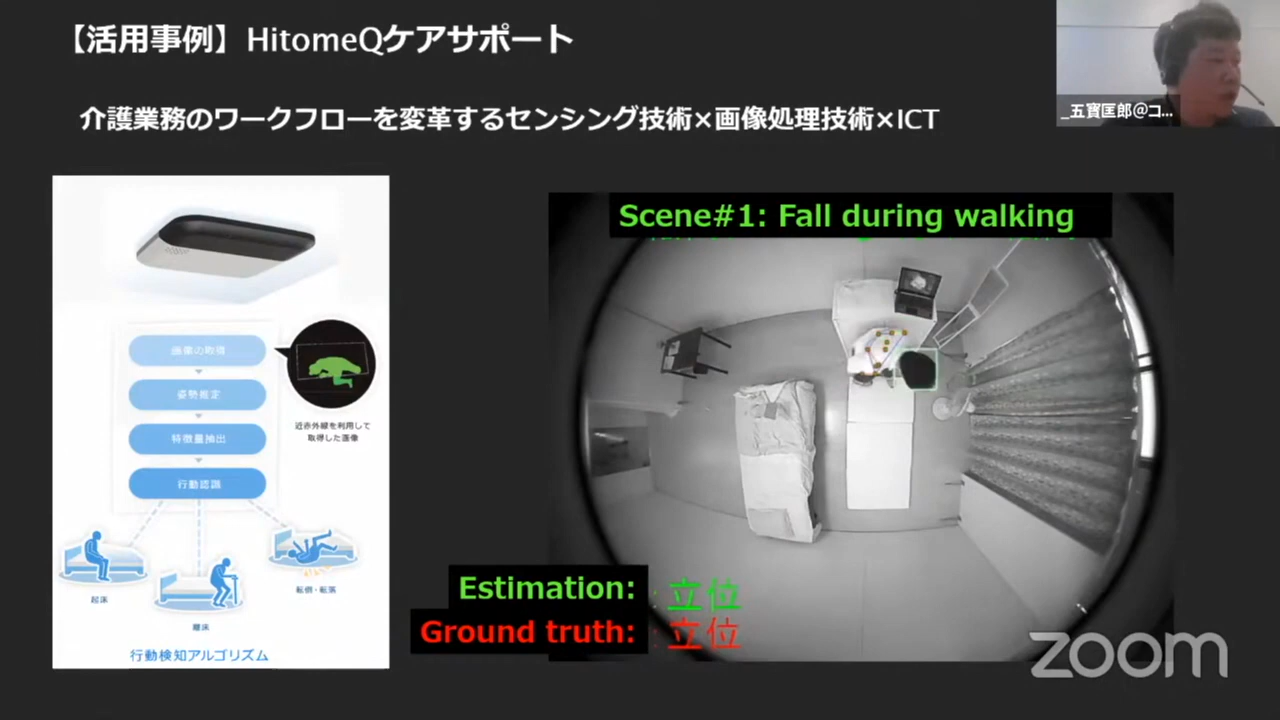 【活用事例】HitomeQケアサポート
_五寳匡郎@コ...
介護業務のワークフローを変革するセンシング技術×画像処理技術×ICT
Scene#1: Fall during walking
画像の取得
姿勢推定
特徴量抽出
行動認識
近赤外線を利用して
取得した画像
起床
離床
転倒・転落
行動検知アルゴリズム
Estimation: : 立位
Ground truth: : 立位
zoom